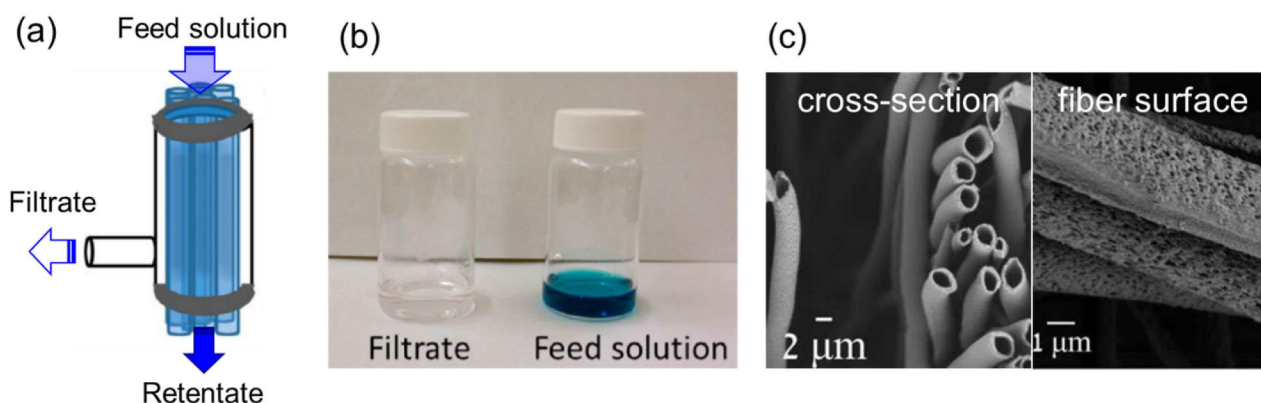 (a)
Feed solution
Filtrate
Retentate
(b)
Filtrate
Feed solution
(c)
cross-section
fiber surface
2 μm
1 μm